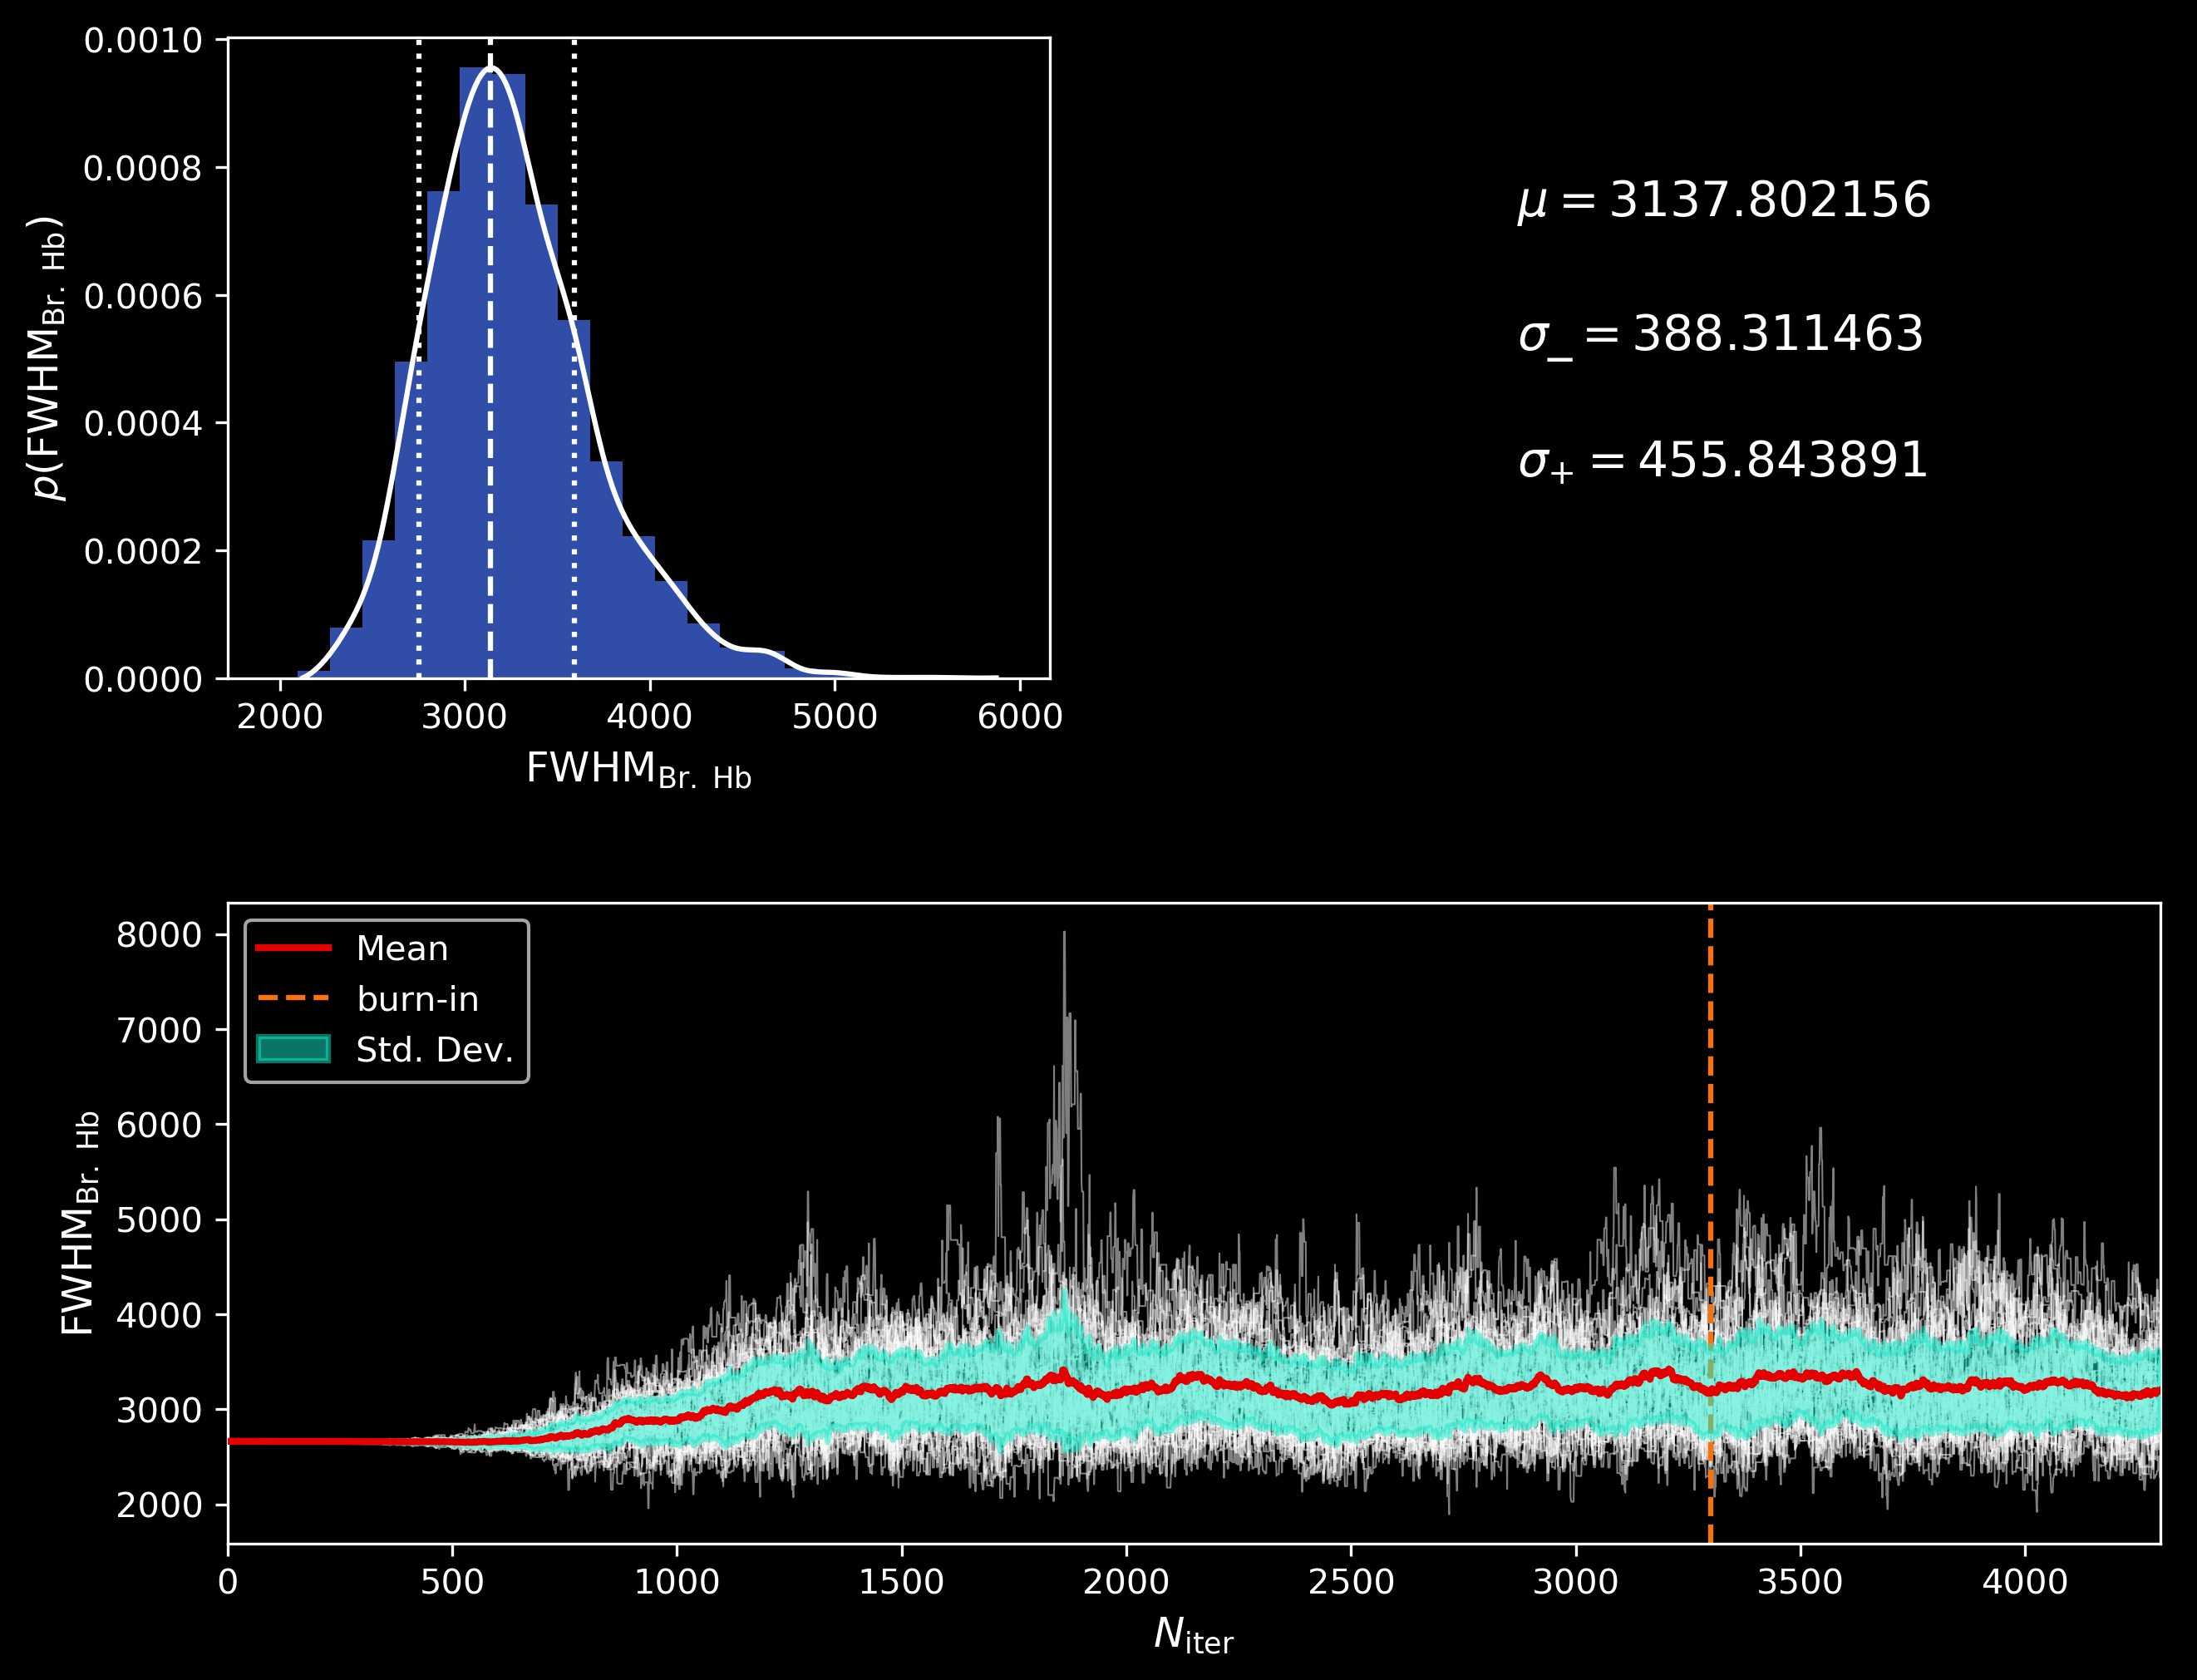 0.0010
0.0008
0.0006
0.0004
0.0002
0.0000
p(FWHM_Br. Hb)
2000 3000 4000 5000 6000
FWHM_Br. Hb
μ = 3137.802156
σ_− = 388.311463
σ_+ = 455.843891
Mean
burn-in
Std. Dev.
8000
7000
6000
5000
4000
3000
2000
FWHM_Br. Hb
0 500 1000 1500 2000 2500 3000 3500 4000
N_iter